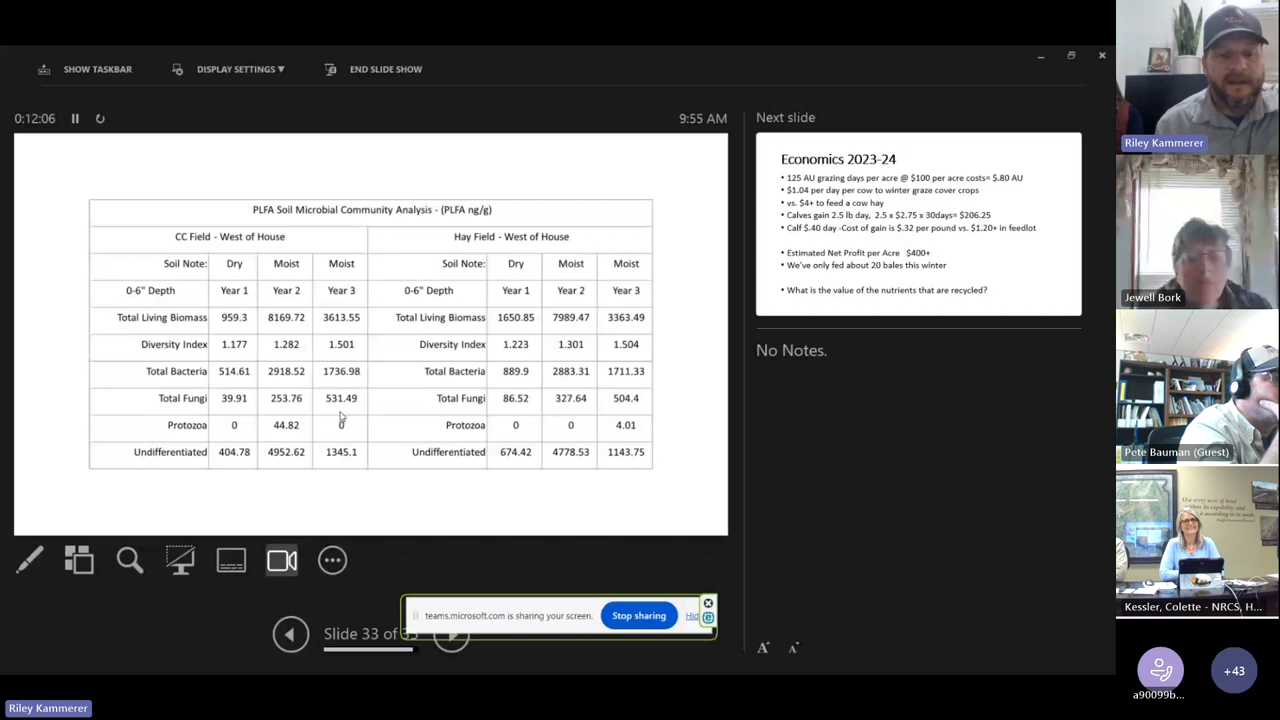 SHOW TASKBAR DISPLAY SETTINGS ▼ END SLIDE SHOW
0:12:06 9:55 AM
PLFA Soil Microbial Community Analysis - (PLFA ng/g)
CC Field - West of House Hay Field - West of House
Soil Note: Dry Moist Moist Soil Note: Dry Moist Moist
0-6" Depth Year 1 Year 2 Year 3 0-6" Depth Year 1 Year 2 Year 3
Total Living Biomass 959.3 8169.72 3613.55 Total Living Biomass 1650.85 7989.47 3363.49
Diversity Index 1.177 1.282 1.501 Diversity Index 1.223 1.301 1.504
Total Bacteria 514.61 2918.52 1736.98 Total Bacteria 889.9 2883.31 1711.33
Total Fungi 39.91 253.76 531.49 Total Fungi 86.52 327.64 504.4
Protozoa 0 44.82 0 Protozoa 0 0 4.01
Undifferentiated 404.78 4952.62 1345.1 Undifferentiated 674.42 4778.53 1143.75
teams.microsoft.com is sharing your screen. Stop sharing Hid
Slide 33 of 35
Next slide
Economics 2023-24
• 125 AU grazing days per acre @ $100 per acre costs= $.80 AU
• $1.04 per day per cow to winter graze cover crops
• vs. $4+ to feed a cow hay
• Calves gain 2.5 lb day, 2.5 x $2.75 x 30days= $206.25
• Calf $.40 day -Cost of gain is $.32 per pound vs. $1.20+ in feedlot
• Estimated Net Profit per Acre $400+
• We've only fed about 20 bales this winter
• What is the value of the nutrients that are recycled?
No Notes.
A A
Riley Kammerer
Jewell Bork
Pete Bauman (Guest)
Kessler, Colette - NRCS, H...
a90099b...
+43
Riley Kammerer